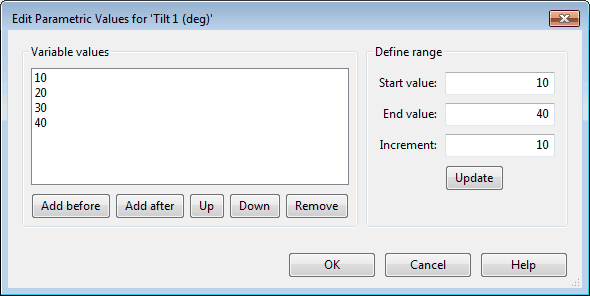 Edit Parametric Values for 'Tilt 1 (deg)'
Variable values
10
20
30
40
Add before Add after Up Down Remove
Define range
Start value: 10
End value: 40
Increment: 10
Update
OK Cancel Help